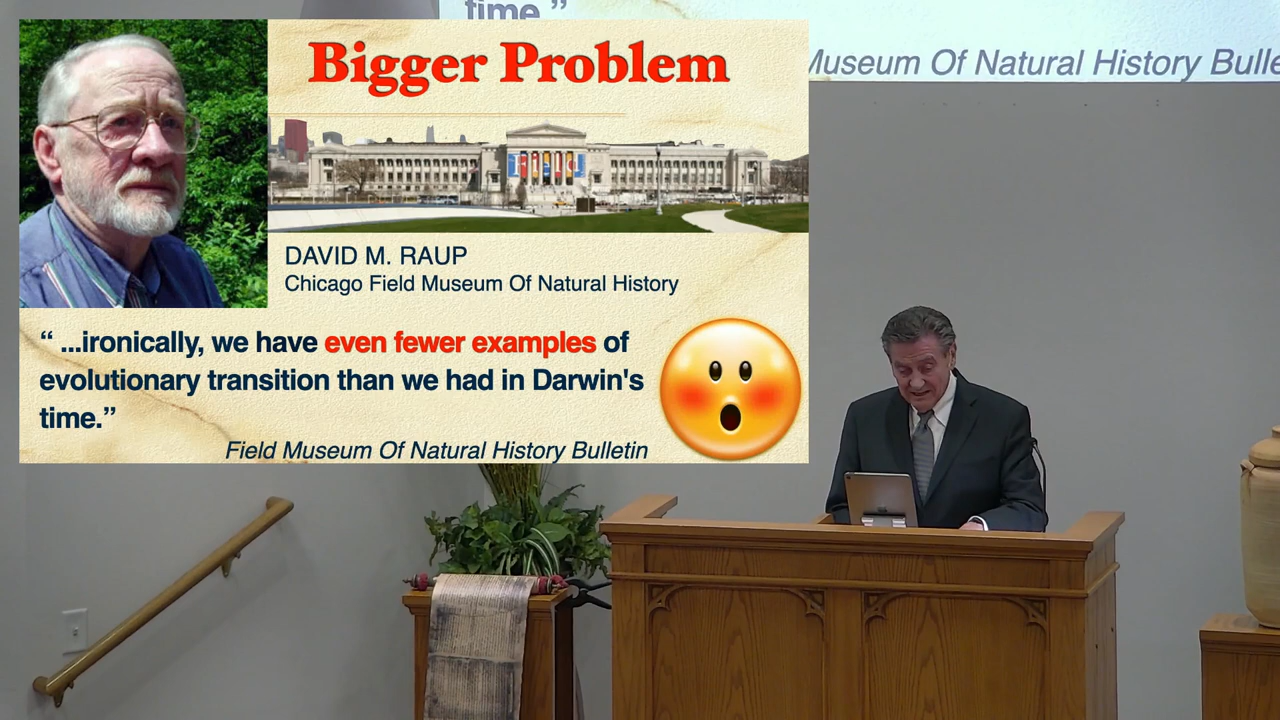 time.”
Museum Of Natural History Bulle
Bigger Problem
Field
DAVID M. RAUP
Chicago Field Museum Of Natural History
“ ...ironically, we have even fewer examples of
evolutionary transition than we had in Darwin's
time.”
Field Museum Of Natural History Bulletin